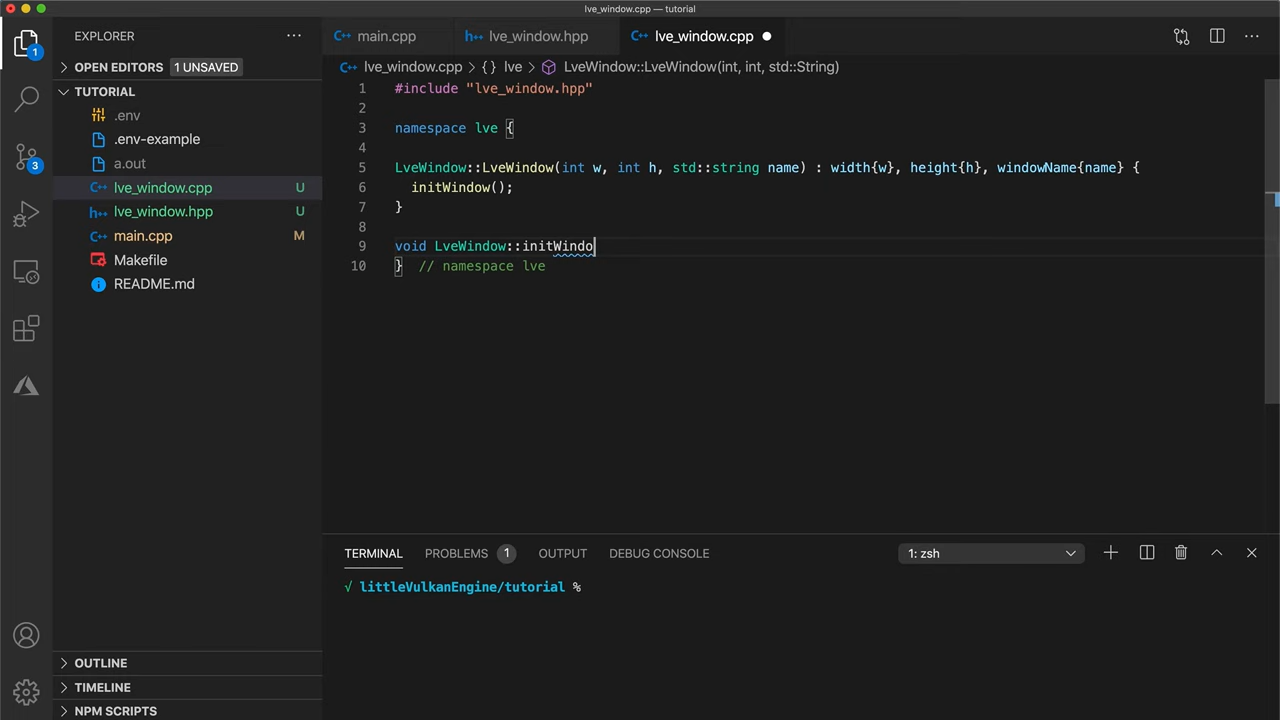 lve_window.cpp — tutorial
EXPLORER
main.cpp
lve_window.hpp
lve_window.cpp
OPEN EDITORS 1 UNSAVED
lve_window.cpp > {} lve > LveWindow::LveWindow(int, int, std::String)
TUTORIAL
.env
.env-example
a.out
lve_window.cpp U
lve_window.hpp U
main.cpp M
Makefile
README.md
1
3
1 #include "lve_window.hpp"
2
3 namespace lve {
4
5 LveWindow::LveWindow(int w, int h, std::string name) : width{w}, height{h}, windowName{name} {
6 initWindow();
7 }
8
9 void LveWindow::initWindo
10 } // namespace lve
TERMINAL PROBLEMS 1 OUTPUT DEBUG CONSOLE 1: zsh
√ littleVulkanEngine/tutorial %
OUTLINE
TIMELINE
NPM SCRIPTS